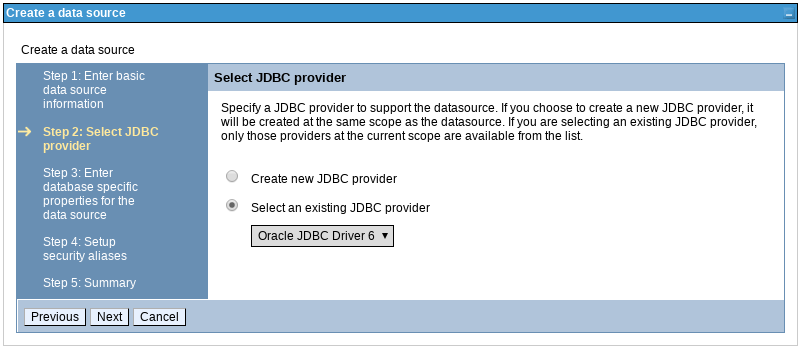 Create a data source
Create a data source
Step 1: Enter basic
data source
information
Step 2: Select JDBC
provider
Step 3: Enter
database specific
properties for the
data source
Step 4: Setup
security aliases
Step 5: Summary
Select JDBC provider
Specify a JDBC provider to support the datasource. If you choose to create a new JDBC provider, it
will be created at the same scope as the datasource. If you are selecting an existing JDBC provider,
only those providers at the current scope are available from the list.
Create new JDBC provider
Select an existing JDBC provider
Oracle JDBC Driver 6
Previous Next Cancel